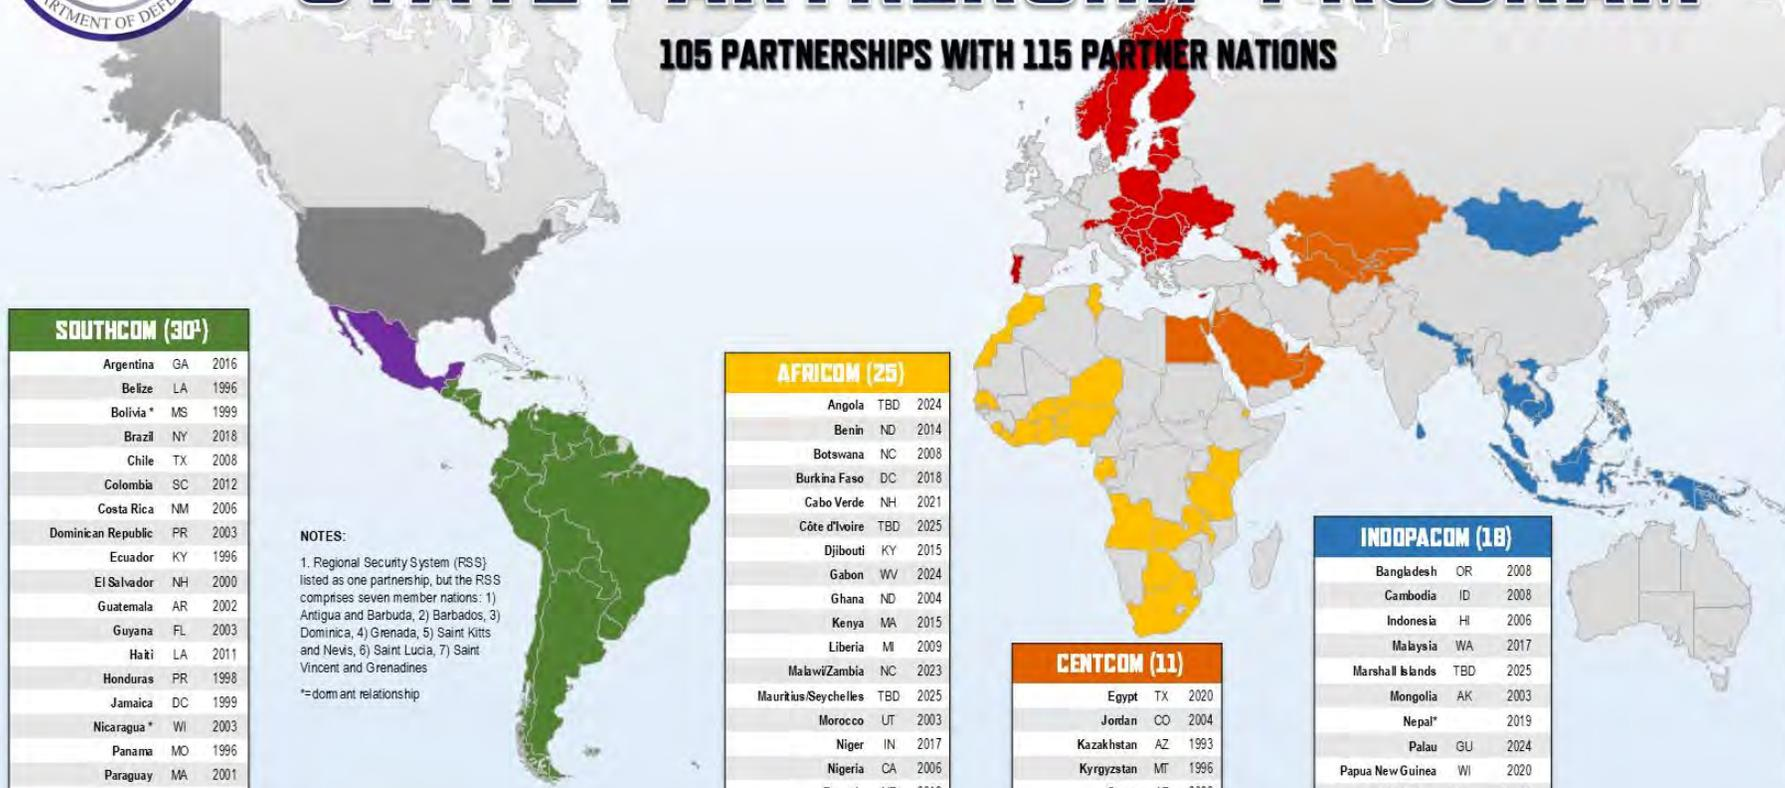 ARTMENT OF DEFE
STATE PARTNERSHIP PROGRAM
105 PARTNERSHIPS WITH 115 PARTNER NATIONS
SOUTHCOM (30¹)
Argentina GA 2016
Belize LA 1996
Bolivia * MS 1999
Brazil NY 2018
Chile TX 2008
Colombia SC 2012
Costa Rica NM 2006
Dominican Republic PR 2003
Ecuador KY 1996
El Salvador NH 2000
Guatemala AR 2002
Guyana FL 2003
Haiti LA 2011
Honduras PR 1998
Jamaica DC 1999
Nicaragua * WI 2003
Panama MO 1996
Paraguay MA 2001
NOTES:
1. Regional Security System (RSS)
listed as one partnership, but the RSS
comprises seven member nations: 1)
Antigua and Barbuda, 2) Barbados, 3)
Dominica, 4) Grenada, 5) Saint Kitts
and Nevis, 6) Saint Lucia, 7) Saint
Vincent and Grenadines
*=dormant relationship
AFRICOM (25)
Angola TBD 2024
Benin ND 2014
Botswana NC 2008
Burkina Faso DC 2018
Cabo Verde NH 2021
Côte d'Ivoire TBD 2025
Djibouti KY 2015
Gabon WV 2024
Ghana ND 2004
Kenya MA 2015
Liberia MI 2009
Malawi/Zambia NC 2023
Mauritius/Seychelles TBD 2025
Morocco UT 2003
Niger IN 2017
Nigeria CA 2006
CENTCOM (11)
Egypt TX 2020
Jordan CO 2004
Kazakhstan AZ 1993
Kyrgyzstan MT 1996
INDOPACOM (18)
Bangladesh OR 2008
Cambodia ID 2008
Indonesia HI 2006
Malaysia WA 2017
Marshall Islands TBD 2025
Mongolia AK 2003
Nepal* 2019
Palau GU 2024
Papua New Guinea WI 2020